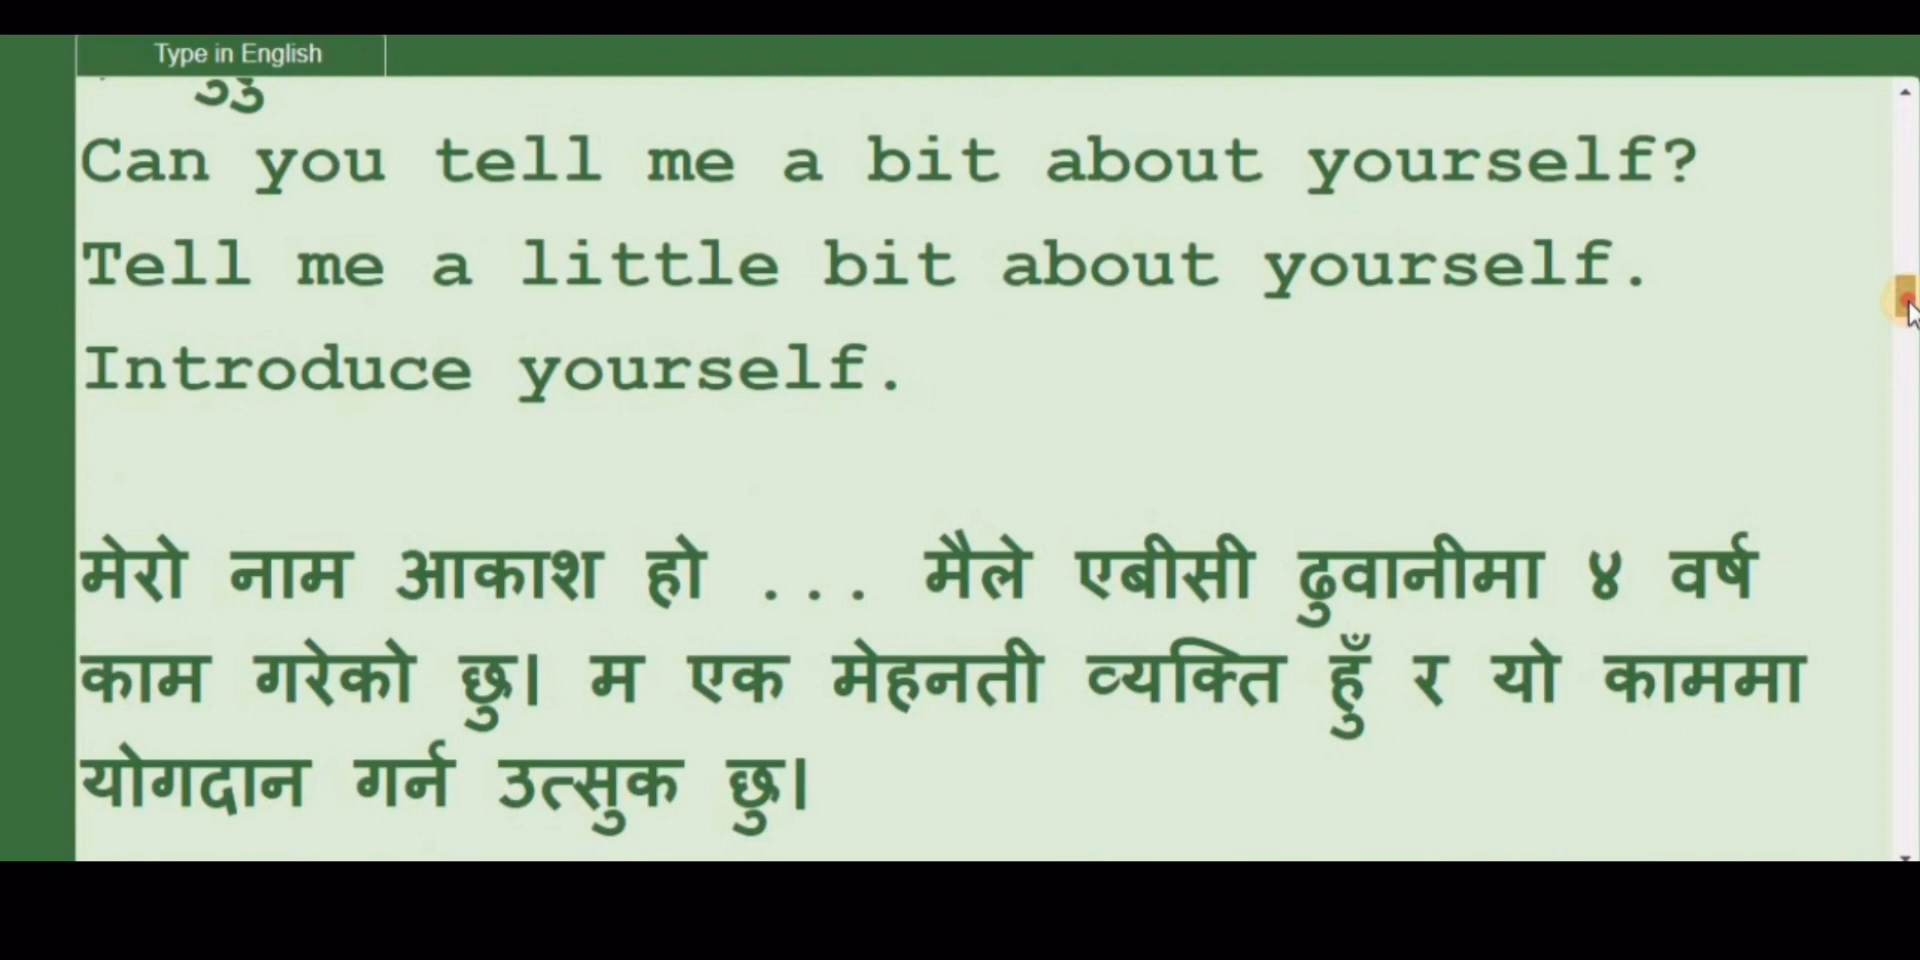 Type in English
Can you tell me a bit about yourself?
Tell me a little bit about yourself.
Introduce yourself.
मेरो नाम आकाश हो ... मैले एबीसी ढुवानीमा ४ वर्ष
काम गरेको छु। म एक मेहनती व्यक्ति हुँ र यो काममा
योगदान गर्न उत्सुक छु।